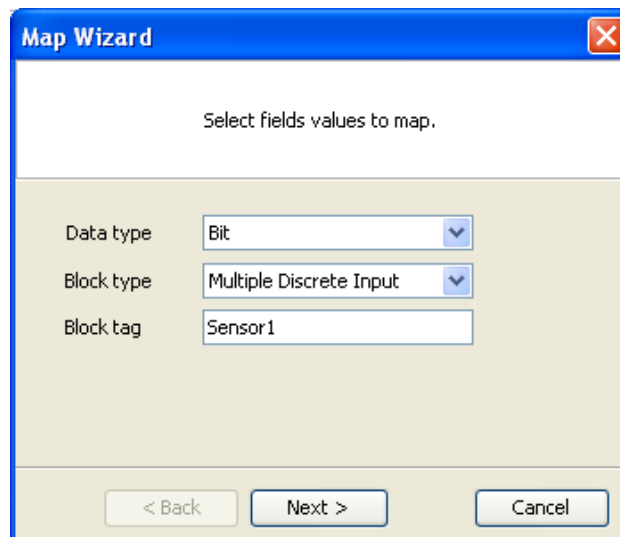 Map Wizard
Select fields values to map.
Data type Bit
Block type Multiple Discrete Input
Block tag Sensor1
< Back Next > Cancel